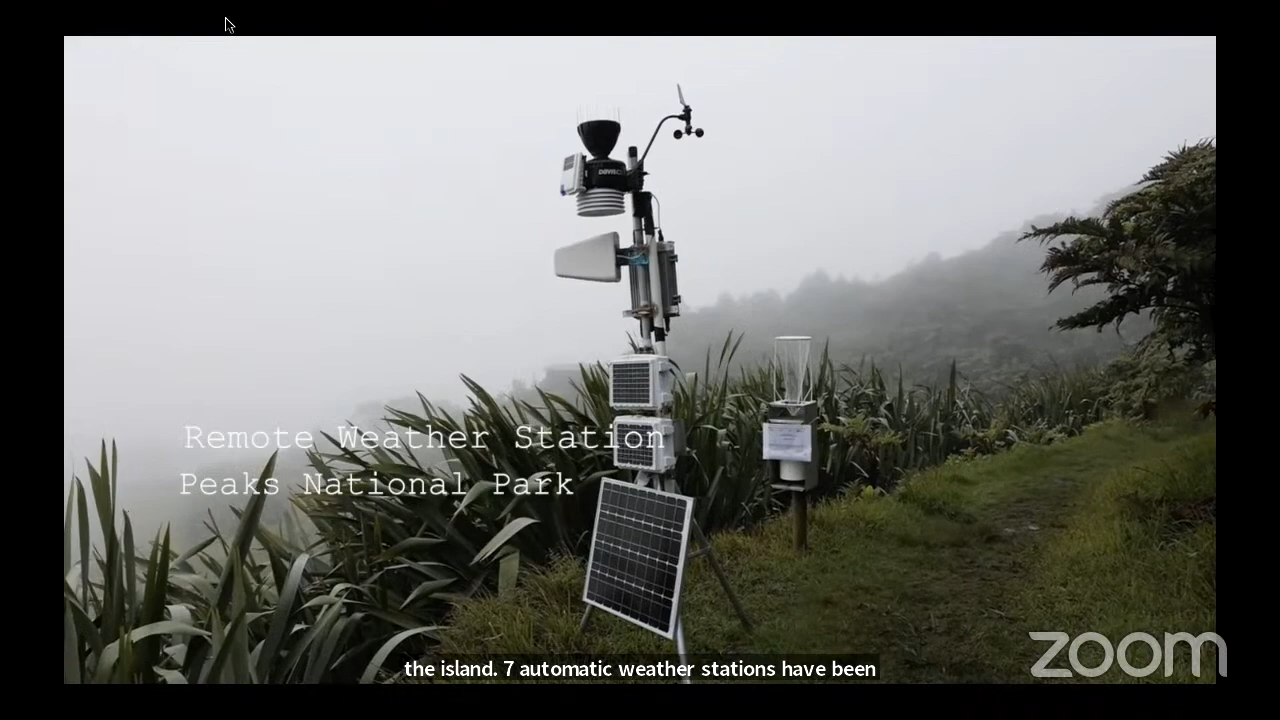 DAVIS
Remote Weather Station
Peaks National Park
the island. 7 automatic weather stations have been
zoom